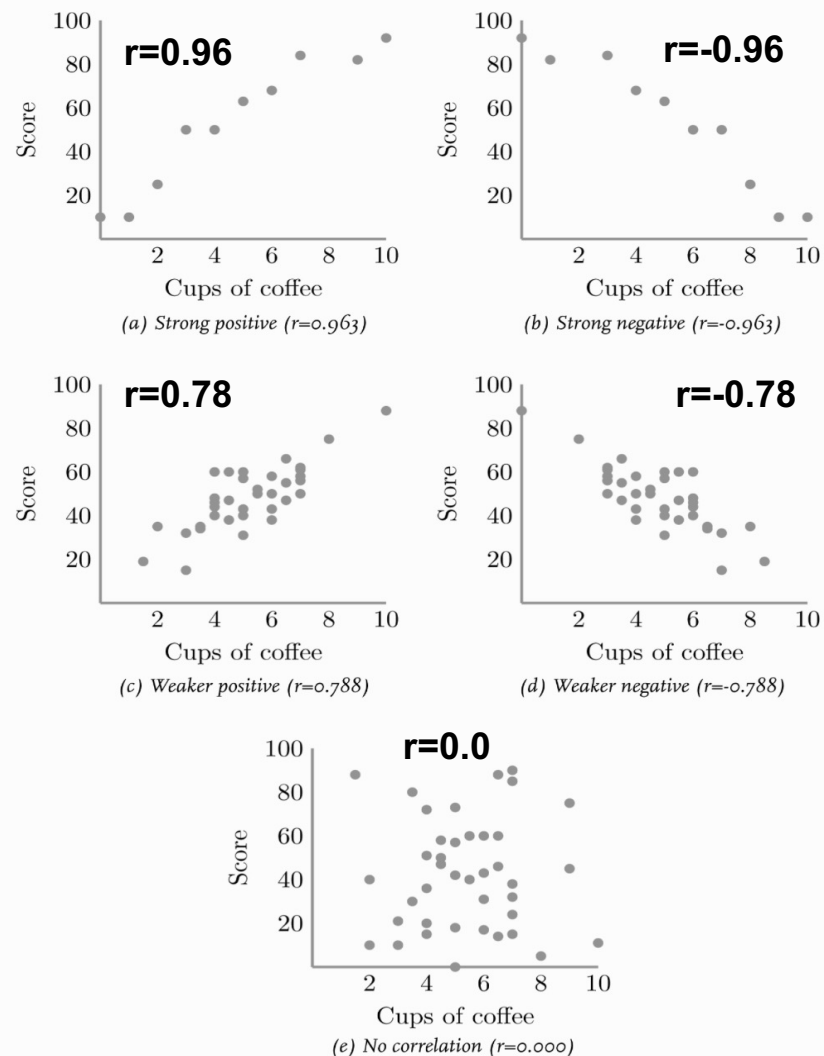 100
80
60
40
20
Score
r=0.96
2 4 6 8 10
Cups of coffee
(a) Strong positive (r=0.963)
100
80
60
40
20
Score
r=-0.96
2 4 6 8 10
Cups of coffee
(b) Strong negative (r=-0.963)
100
80
60
40
20
Score
r=0.78
2 4 6 8 10
Cups of coffee
(c) Weaker positive (r=0.788)
100
80
60
40
20
Score
r=-0.78
2 4 6 8 10
Cups of coffee
(d) Weaker negative (r=-0.788)
100
80
60
40
20
Score
r=0.0
2 4 6 8 10
Cups of coffee
(e) No correlation (r=0.000)